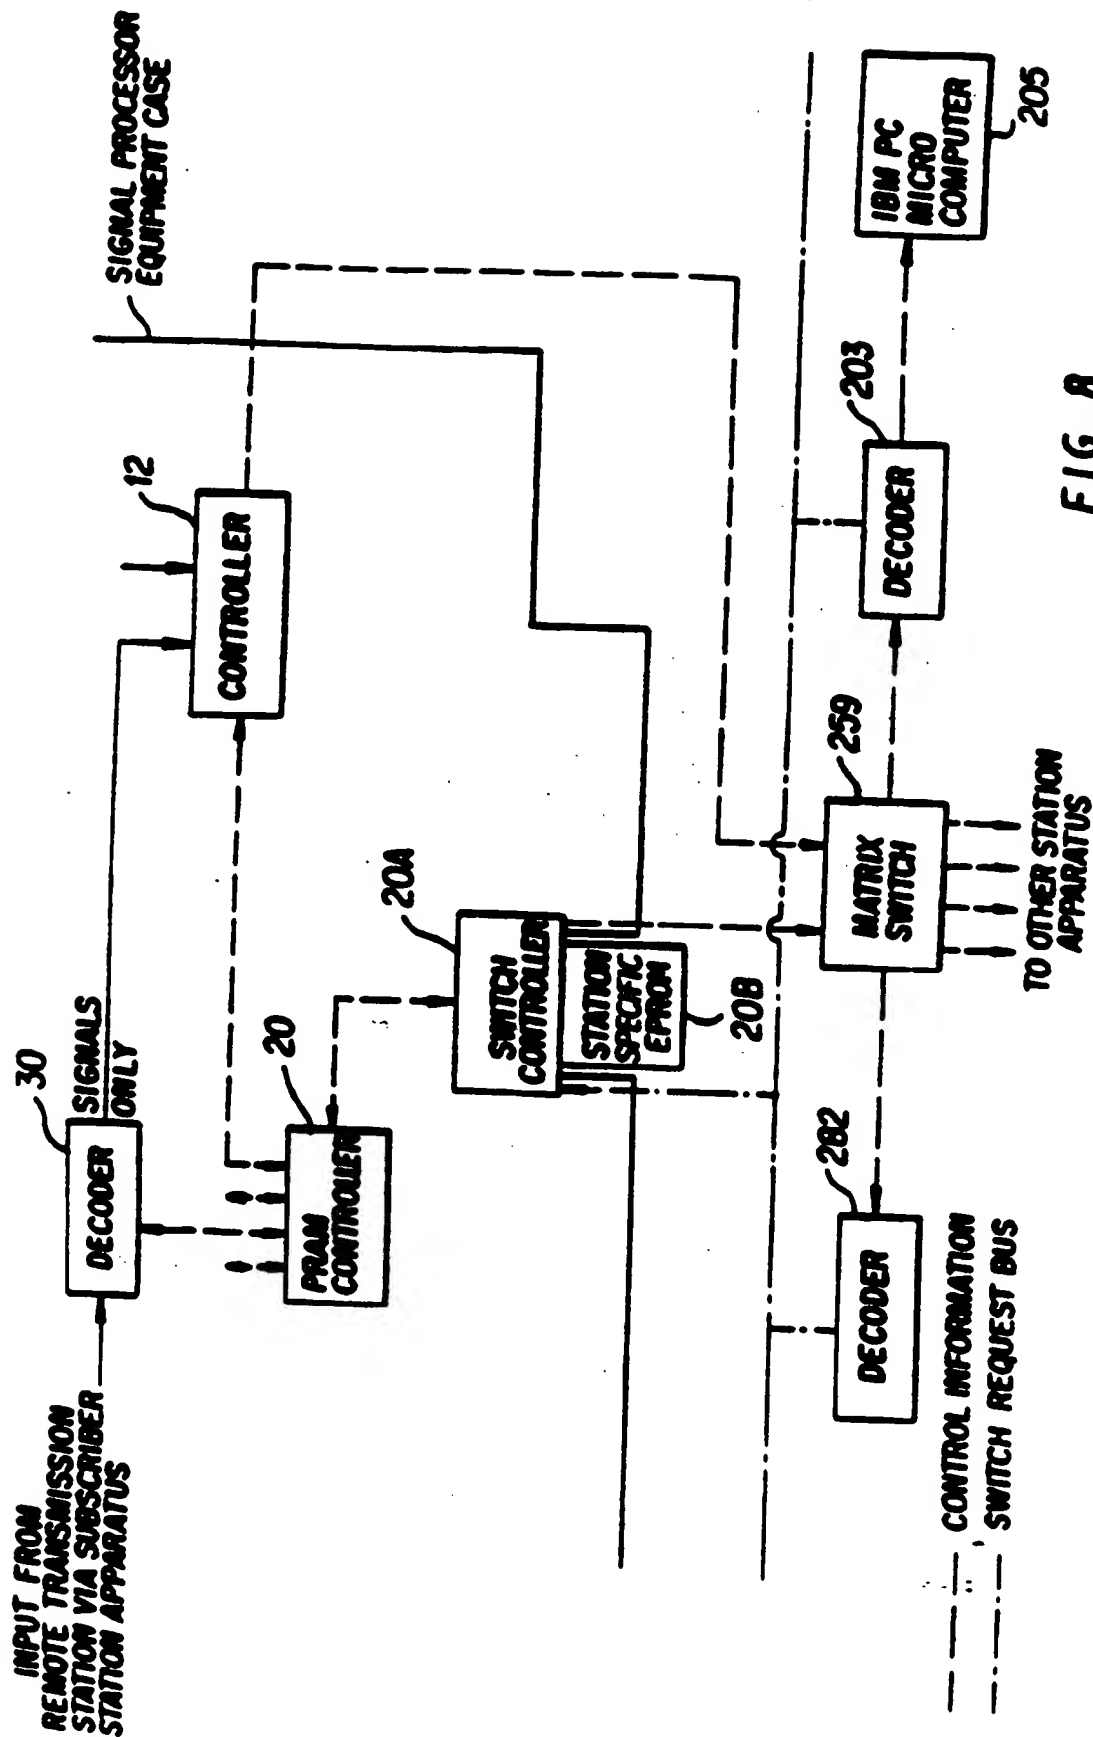 INPUT FROM
REMOTE TRANSMISSION
STATION VIA SUBSCRIBER
STATION APPARATUS
30
DECODER
SIGNALS
ONLY
12
CONTROLLER
SIGNAL PROCESSOR
EQUIPMENT CASE
20
PRAM
CONTROLLER
20A
SWITCH
CONTROLLER
STATION
SPECIFIC
EPROM
20B
282
DECODER
259
MATRIX
SWITCH
203
DECODER
IBM PC
MICRO
COMPUTER
205
TO OTHER STATION
APPARATUS
CONTROL INFORMATION
SWITCH REQUEST BUS
FIG. 8